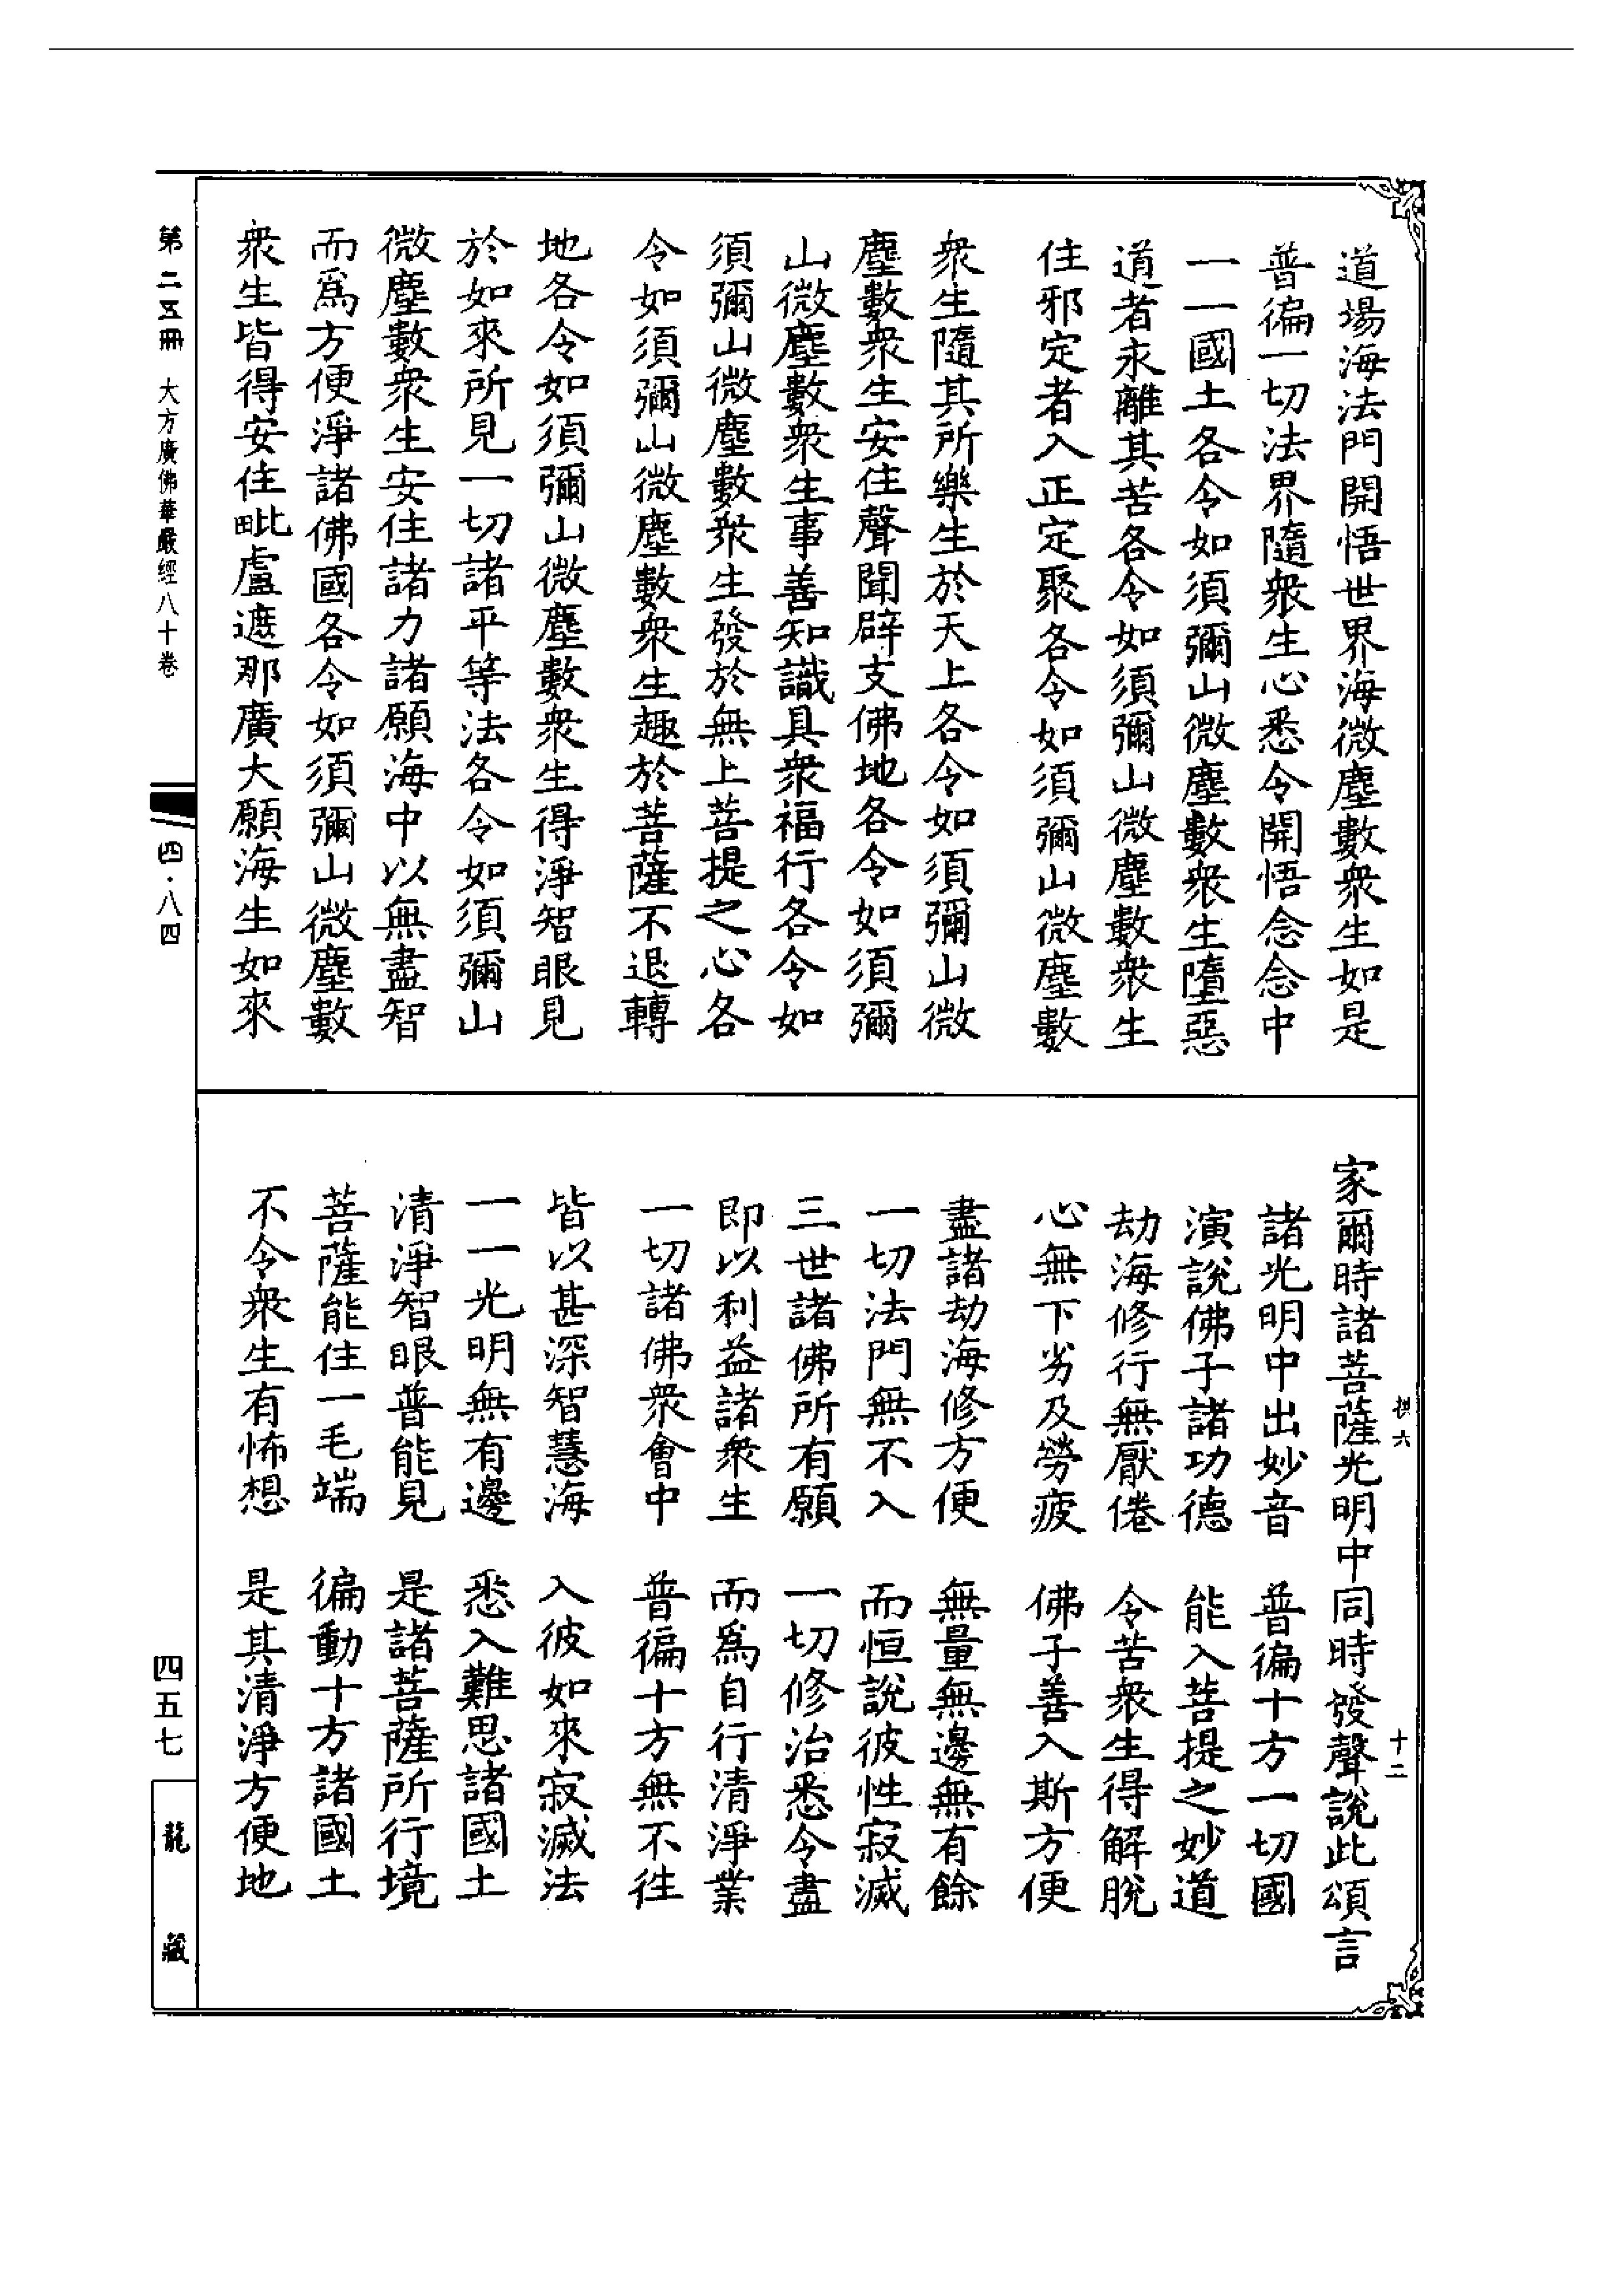 道場海法門開悟世界海微塵數衆生如是
普徧一切法界隨衆生心悉令開悟念念中
一一國土各令如須彌山微塵數衆生墮惡
道者永離其苦各令如須彌山微塵數衆生
住邪定者入正定聚各令如須彌山微塵數
衆生隨其所樂生於天上各令如須彌山微
塵數衆生安住聲聞辟支佛地各令如須彌
山微塵數衆生事善知識具衆福行各令如
須彌山微塵數衆生發於無上菩提之心各
令如須彌山微塵數衆生趣於菩薩不退轉
地各令如須彌山微塵數衆生得淨智眼見
於如來所見一切諸平等法各令如須彌山
微塵數衆生安住諸力諸願海中以無盡智
而爲方便淨諸佛國各令如須彌山微塵數
衆生皆得安住毗盧遮那廣大願海生如來
家爾時諸菩薩光明中同時發聲說此頌言
諸光明中出妙音 普徧十方一切國
演說佛子諸功德 能入菩提之妙道
劫海修行無厭倦 令苦衆生得解脫
心無下劣及勞疲 佛子善入斯方便
盡諸劫海修方便 無量無邊無有餘
一切法門無不入 而恒說彼性寂滅
三世諸佛所有願 一切修治悉令盡
即以利益諸衆生 而爲自行清淨業
一切諸佛衆會中 普徧十方無不往
皆以甚深智慧海 入彼如來寂滅法
一一光明無有邊 悉入難思諸國土
清淨智眼普能見 是諸菩薩所行境
菩薩能住一毛端 徧動十方諸國土
不令衆生有怖想 是其清淨方便地
拱六 十二
第二五冊 大方廣佛華嚴經八十卷 四·八四
四五七
龍藏